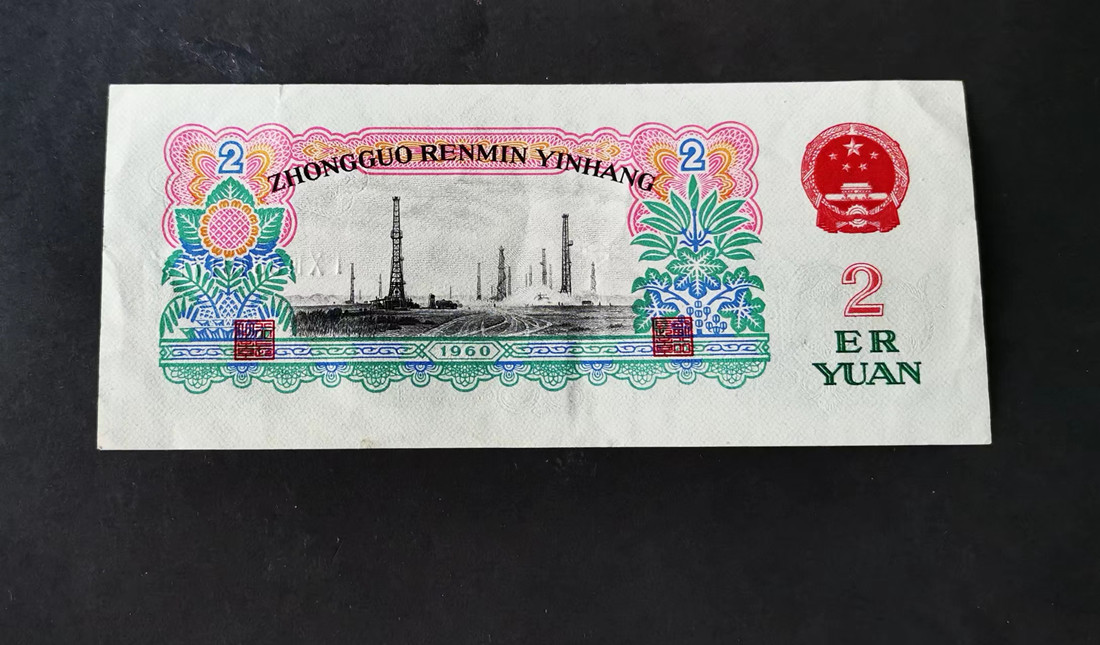 ZHONGGUO RENMIN YINHANG
2
2
1960
2
ER
YUAN